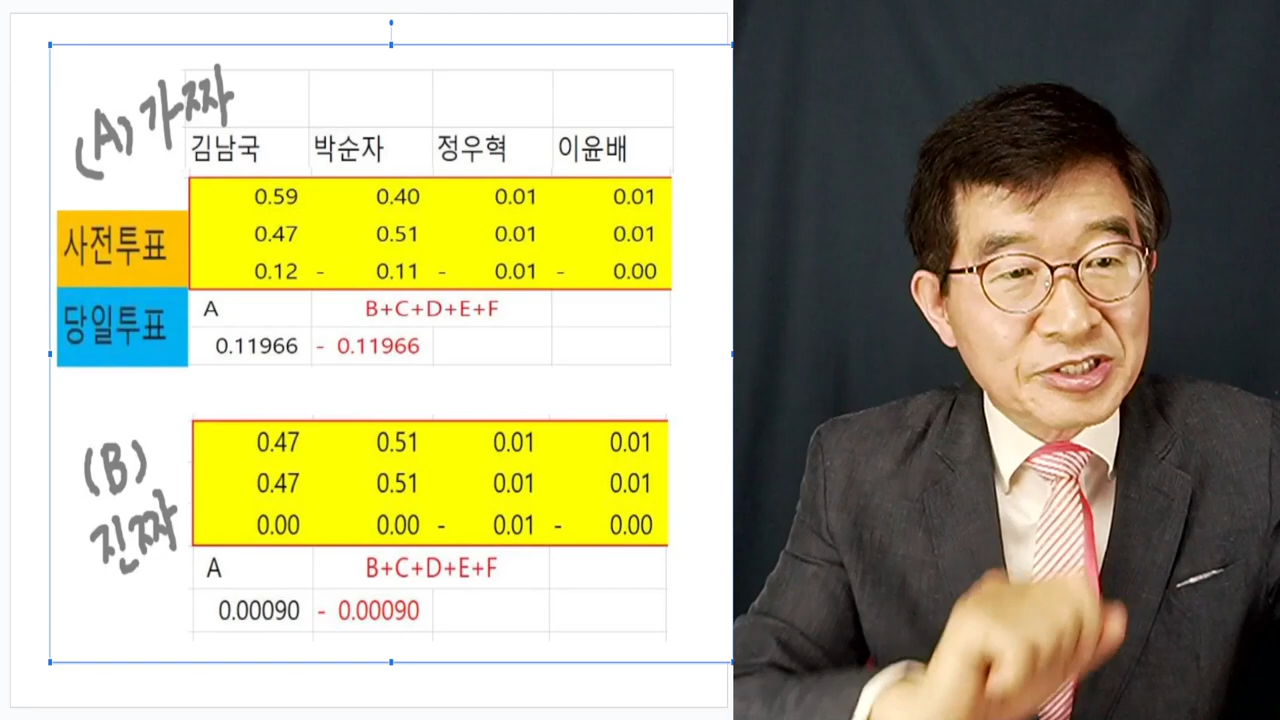 (A) 가짜
김남국 박순자 정우혁 이윤배
0.59 0.40 0.01 0.01
사전투표 0.47 0.51 0.01 0.01
0.12 - 0.11 - 0.01 - 0.00
당일투표 A B+C+D+E+F
0.11966 - 0.11966
0.47 0.51 0.01 0.01
(B) 0.47 0.51 0.01 0.01
진짜 0.00 0.00 - 0.01 - 0.00
A B+C+D+E+F
0.00090 - 0.00090